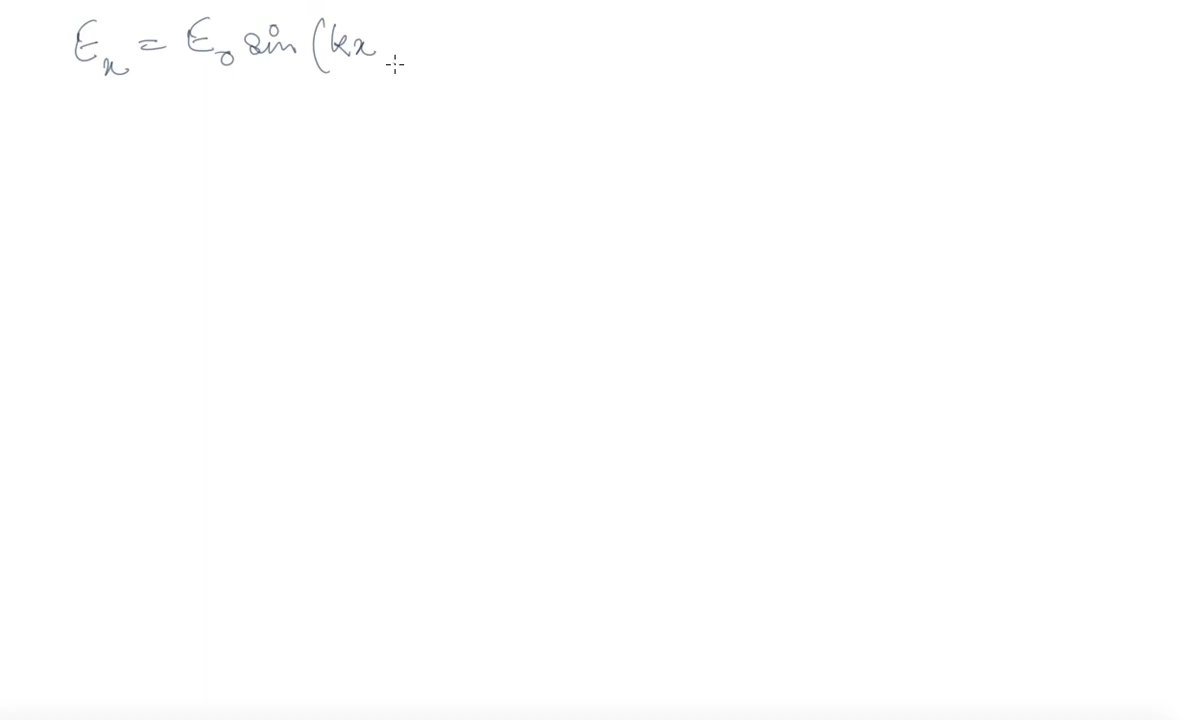 Eₓ = E₀ sin (kx